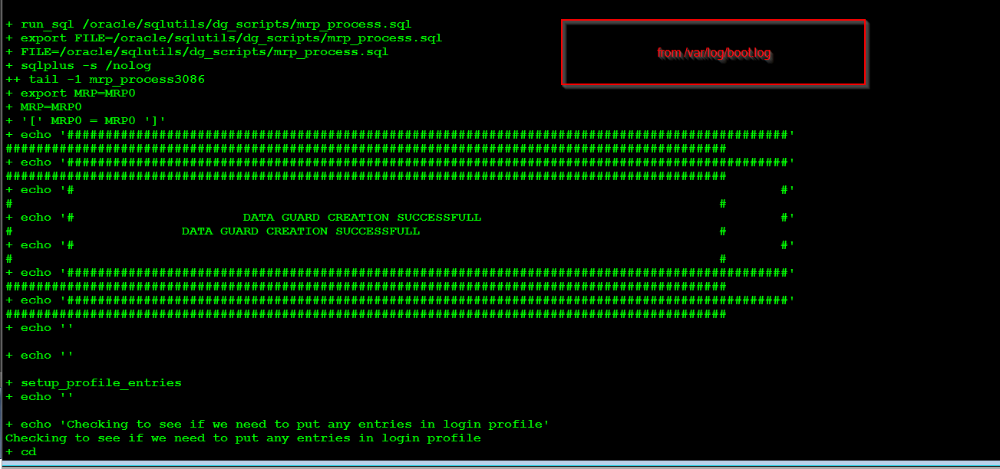 + run_sql /oracle/sqlutils/dg_scripts/mrp_process.sql
+ export FILE=/oracle/sqlutils/dg_scripts/mrp_process.sql
+ FILE=/oracle/sqlutils/dg_scripts/mrp_process.sql
from /var/log/boot.log
+ sqlplus -s /nolog
++ tail -1 mrp_process3086
+ export MRP=MRP0
+ MRP=MRP0
+ '[' MRP0 = MRP0 ']'
+ echo '##############################################################################################'
##############################################################################################
+ echo '##############################################################################################'
##############################################################################################
+ echo '#                                                                                            #'
#                                                                                            #
+ echo '#                      DATA GUARD CREATION SUCCESSFULL                                       #'
#                      DATA GUARD CREATION SUCCESSFULL                                       #
+ echo '#                                                                                            #'
#                                                                                            #
+ echo '##############################################################################################'
##############################################################################################
+ echo '##############################################################################################'
##############################################################################################
+ echo ''
+ echo ''
+ setup_profile_entries
+ echo ''
+ echo 'Checking to see if we need to put any entries in login profile'
Checking to see if we need to put any entries in login profile
+ cd